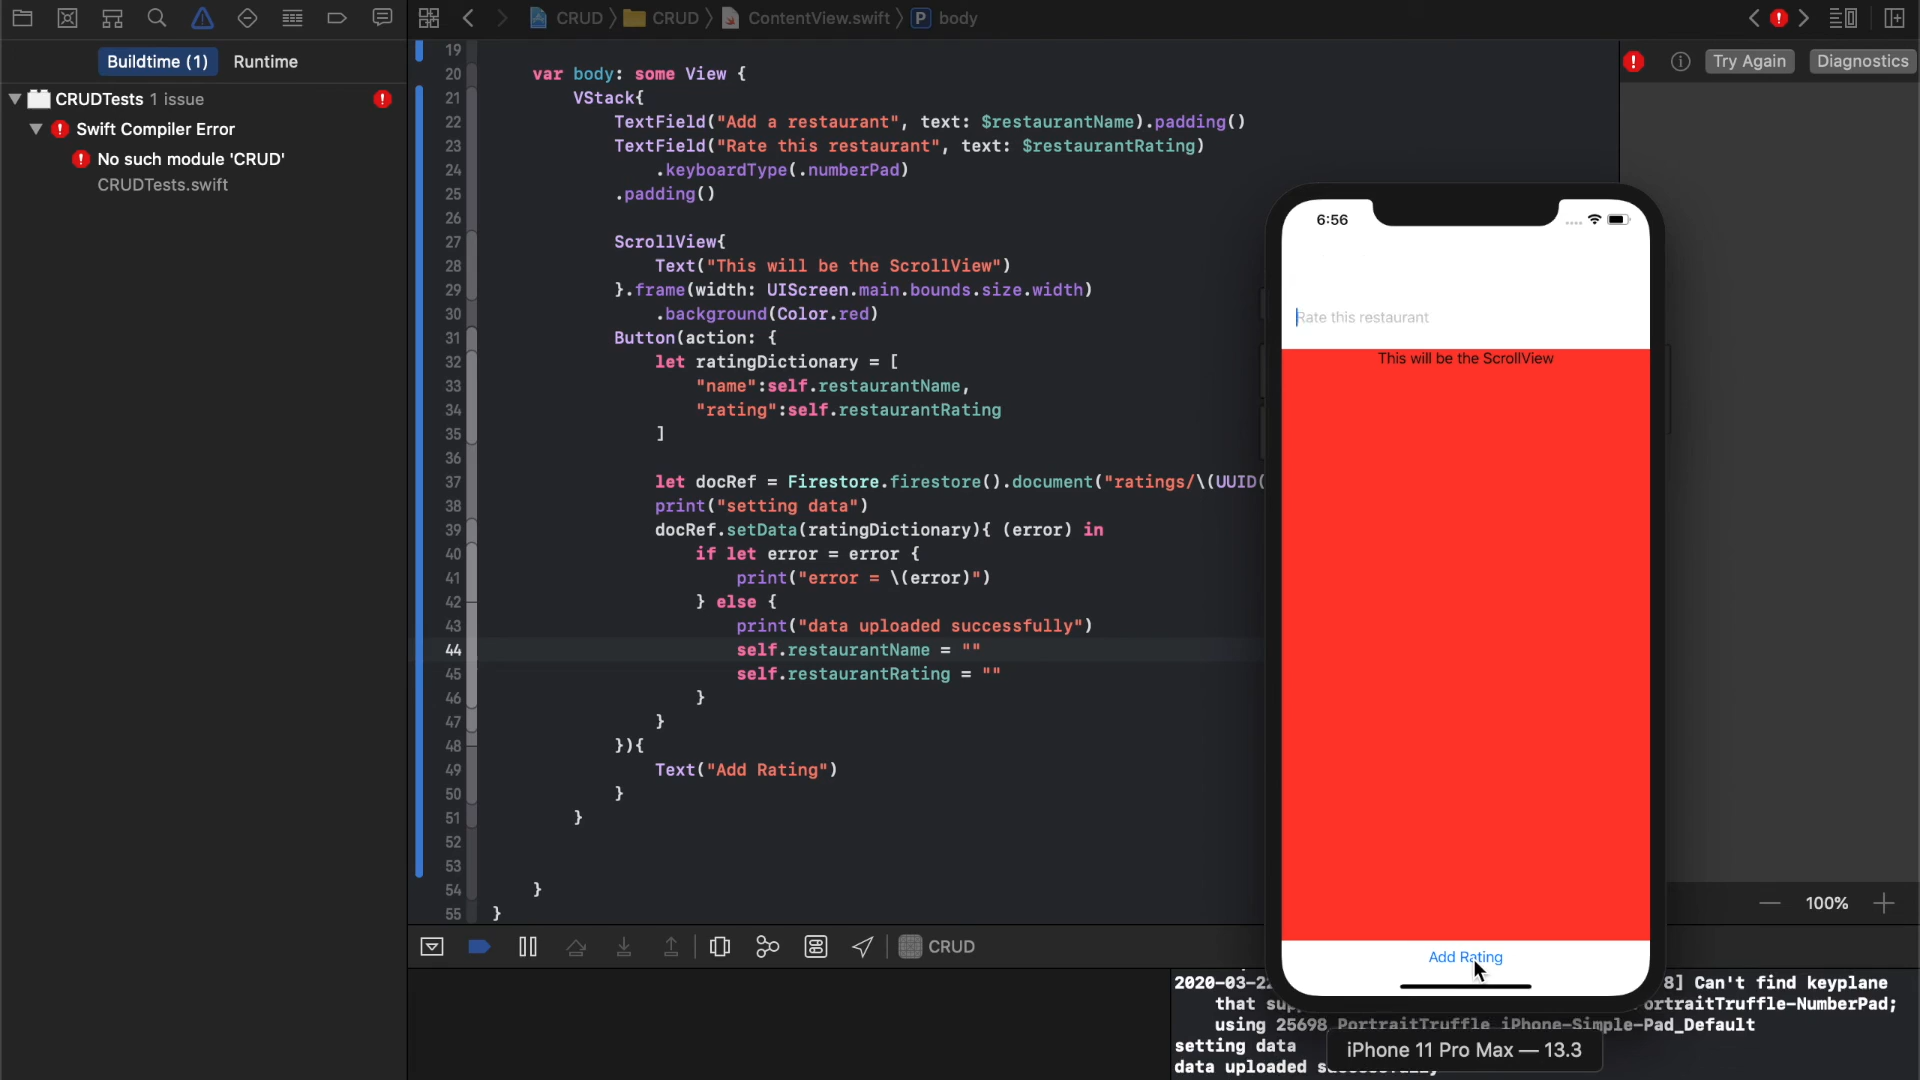 CRUD
CRUD
ContentView.swift
P
body
Buildtime (1)
Runtime
Try Again
Diagnostics
CRUDTests 1 issue
Swift Compiler Error
No such module 'CRUD'
CRUDTests.swift
19
20 var body: some View {
21 VStack{
22 TextField("Add a restaurant", text: $restaurantName).padding()
23 TextField("Rate this restaurant", text: $restaurantRating)
24 .keyboardType(.numberPad)
25 .padding()
26
27 ScrollView{
28 Text("This will be the ScrollView")
29 }.frame(width: UIScreen.main.bounds.size.width)
30 .background(Color.red)
31 Button(action: {
32 let ratingDictionary = [
33 "name":self.restaurantName,
34 "rating":self.restaurantRating
35 ]
36
37 let docRef = Firestore.firestore().document("ratings/\(UUID(
38 print("setting data")
39 docRef.setData(ratingDictionary){ (error) in
40 if let error = error {
41 print("error = \(error)")
42 } else {
43 print("data uploaded successfully")
44 self.restaurantName = ""
45 self.restaurantRating = ""
46 }
47 }
48 }){
49 Text("Add Rating")
50 }
51 }
52
53
54 }
55 }
6:56
Rate this restaurant
This will be the ScrollView
Add Rating
100%
CRUD
2020-03-2 8] Can't find keyplane
that ortraitTruffle-NumberPad;
using 25698_PortraitTruffle_iPhone-Simple-Pad_Default
setting data
data uploaded
iPhone 11 Pro Max — 13.3